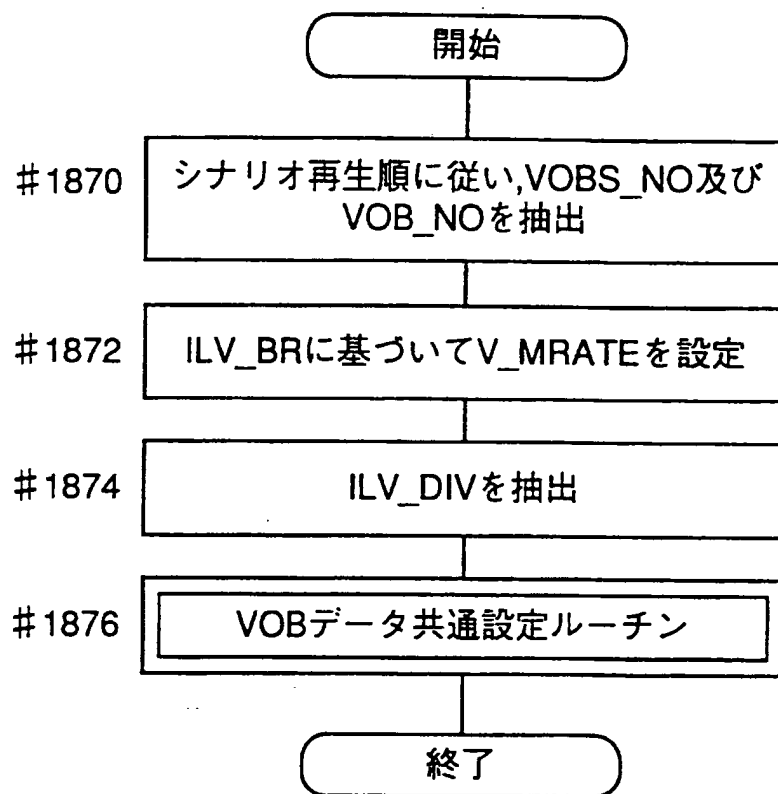 開始
#1870
シナリオ再生順に従い,VOBS_NO及び
VOB_NOを抽出
#1872
ILV_BRに基づいてV_MRATEを設定
#1874
ILV_DIVを抽出
#1876
VOBデータ共通設定ルーチン
終了